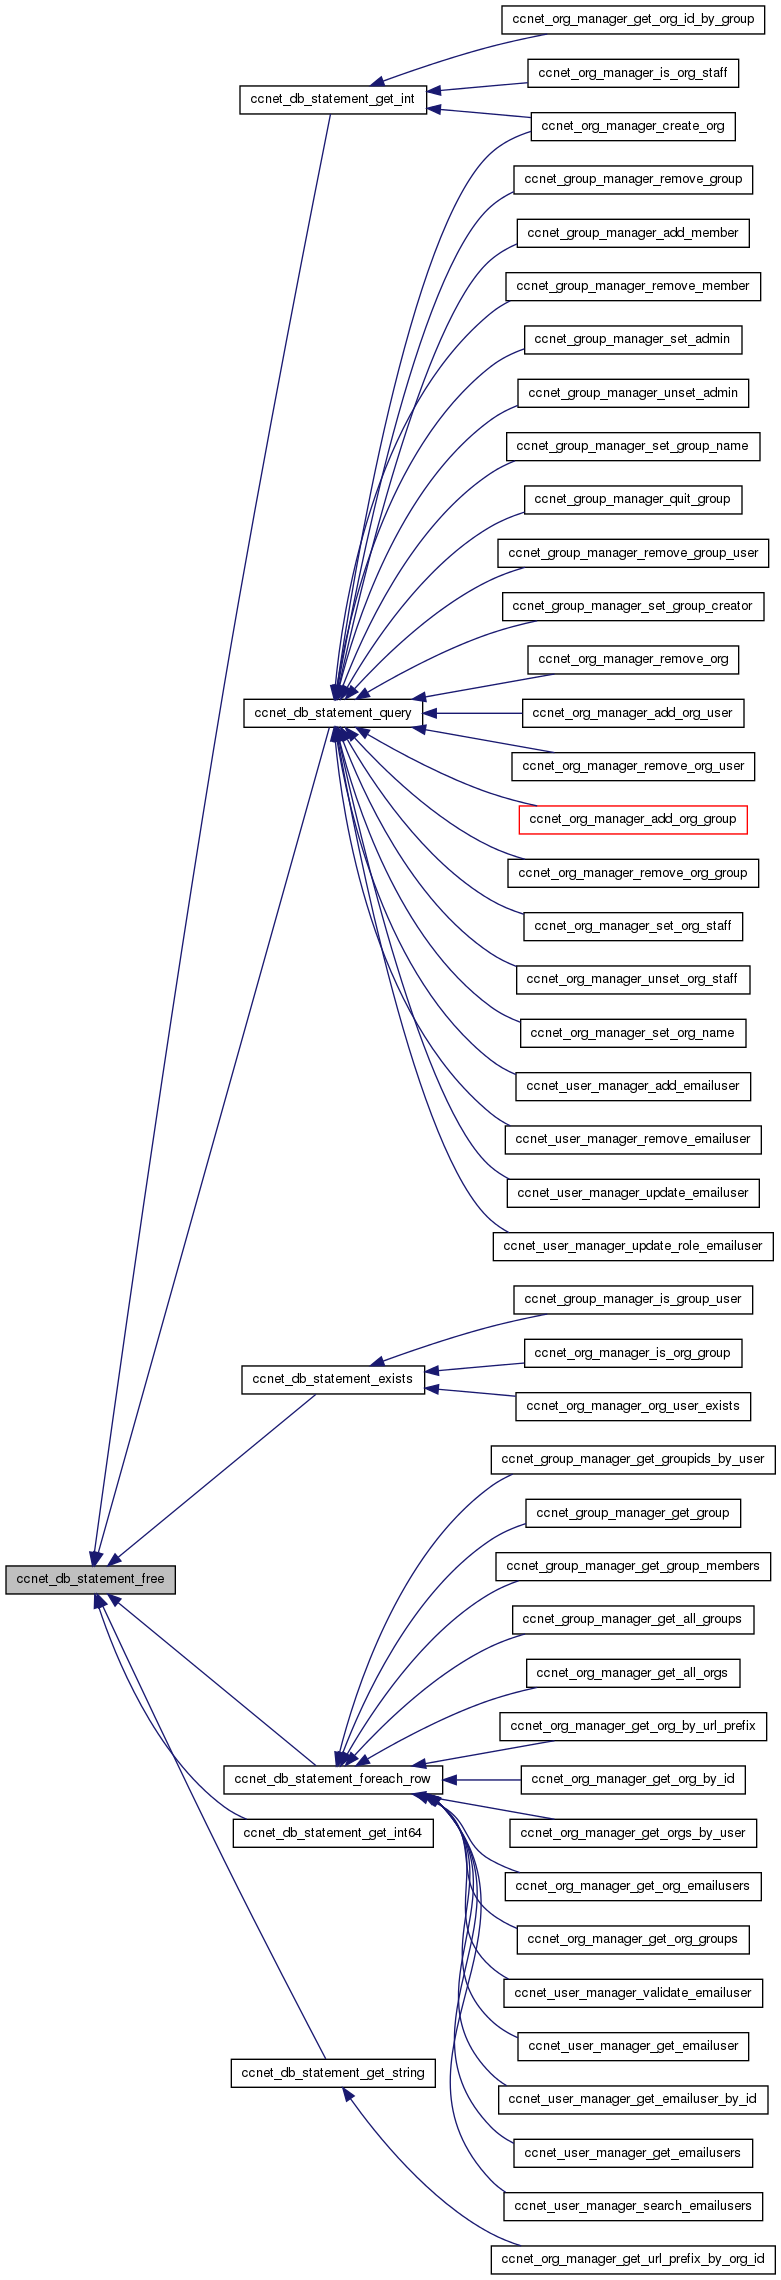 ccnet_org_manager_get_org_id_by_group
ccnet_org_manager_is_org_staff
ccnet_db_statement_get_int
ccnet_org_manager_create_org
ccnet_group_manager_remove_group
ccnet_group_manager_add_member
ccnet_group_manager_remove_member
ccnet_group_manager_set_admin
ccnet_group_manager_unset_admin
ccnet_group_manager_set_group_name
ccnet_group_manager_quit_group
ccnet_group_manager_remove_group_user
ccnet_group_manager_set_group_creator
ccnet_org_manager_remove_org
ccnet_db_statement_query
ccnet_org_manager_add_org_user
ccnet_org_manager_remove_org_user
ccnet_org_manager_add_org_group
ccnet_org_manager_remove_org_group
ccnet_org_manager_set_org_staff
ccnet_org_manager_unset_org_staff
ccnet_org_manager_set_org_name
ccnet_user_manager_add_emailuser
ccnet_user_manager_remove_emailuser
ccnet_user_manager_update_emailuser
ccnet_user_manager_update_role_emailuser
ccnet_group_manager_is_group_user
ccnet_org_manager_is_org_group
ccnet_db_statement_exists
ccnet_org_manager_org_user_exists
ccnet_group_manager_get_groupids_by_user
ccnet_group_manager_get_group
ccnet_group_manager_get_group_members
ccnet_db_statement_free
ccnet_group_manager_get_all_groups
ccnet_org_manager_get_all_orgs
ccnet_org_manager_get_org_by_url_prefix
ccnet_db_statement_foreach_row
ccnet_org_manager_get_org_by_id
ccnet_db_statement_get_int64
ccnet_org_manager_get_orgs_by_user
ccnet_org_manager_get_org_emailusers
ccnet_org_manager_get_org_groups
ccnet_user_manager_validate_emailuser
ccnet_user_manager_get_emailuser
ccnet_db_statement_get_string
ccnet_user_manager_get_emailuser_by_id
ccnet_user_manager_get_emailusers
ccnet_user_manager_search_emailusers
ccnet_org_manager_get_url_prefix_by_org_id